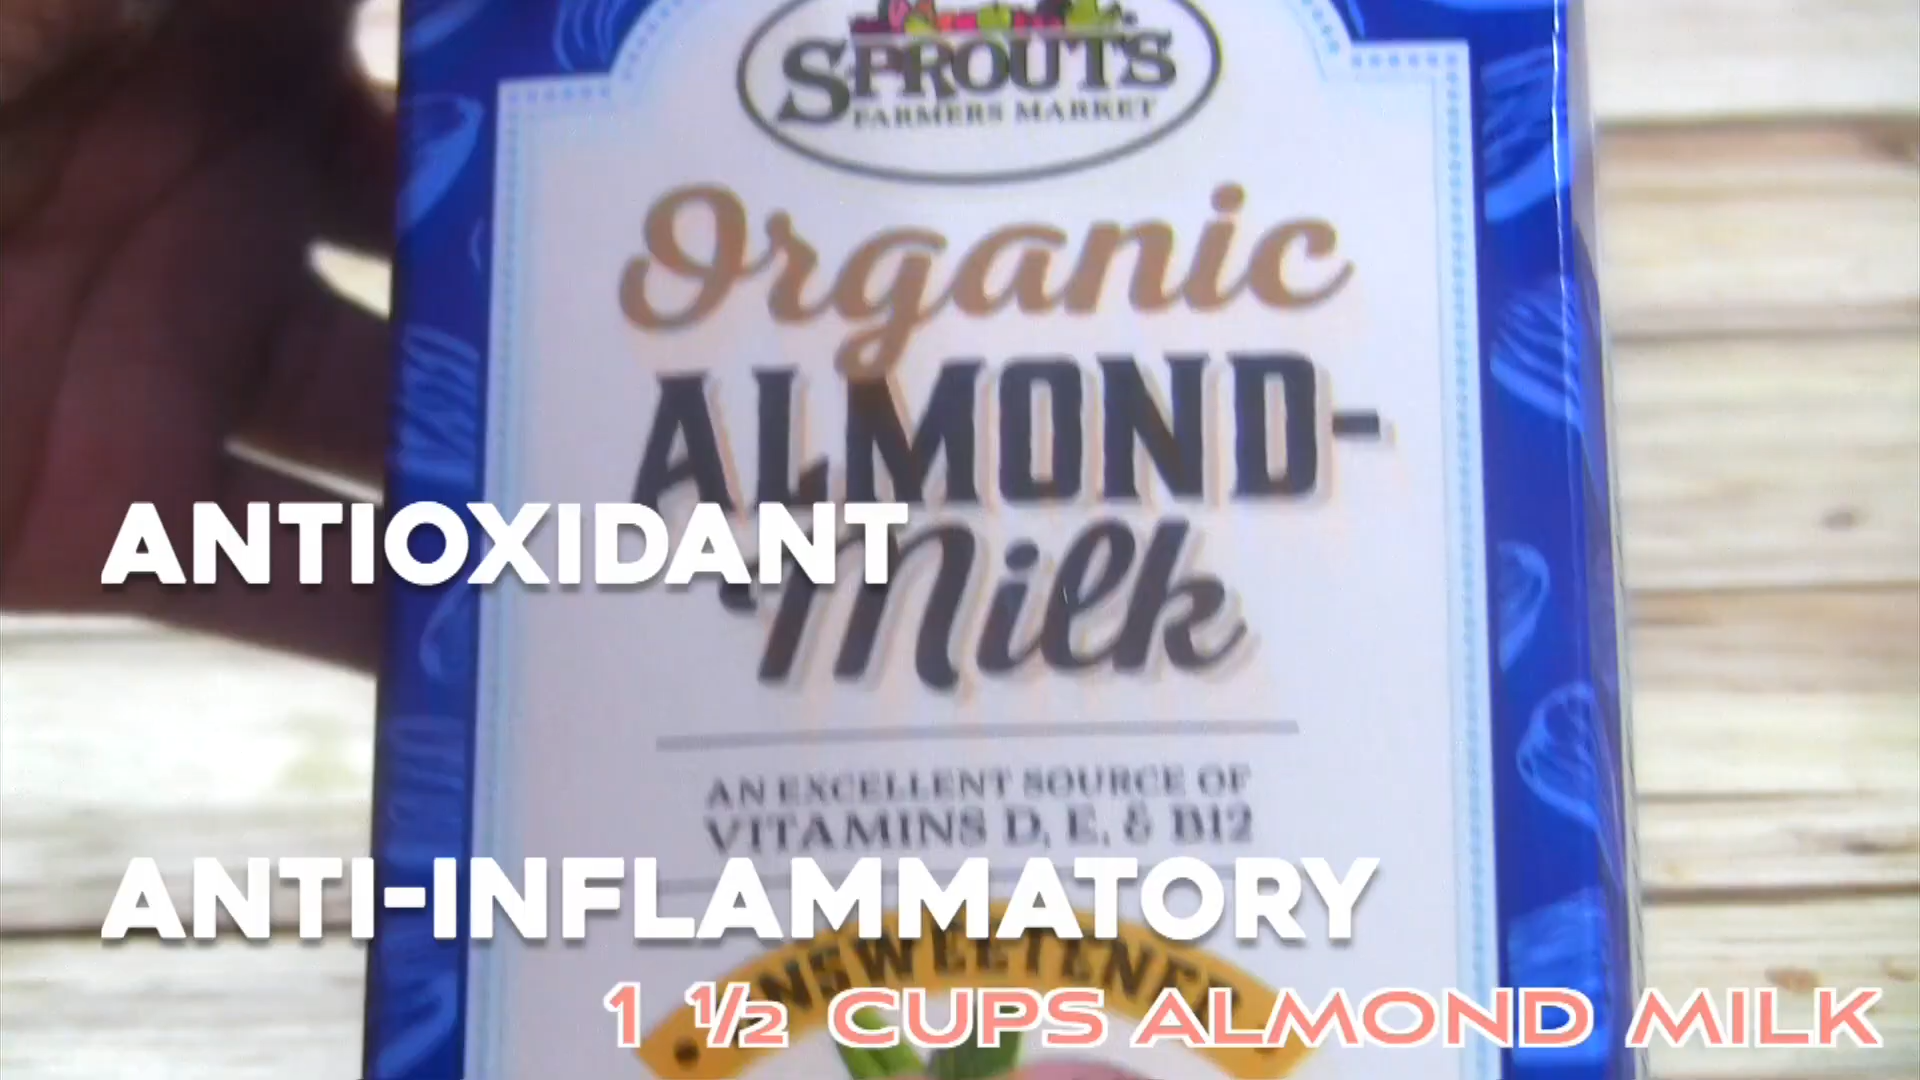 SPROUTS
FARMERS MARKET
Organic
ALMOND-
Milk
ANTIOXIDANT
AN EXCELLENT SOURCE OF
VITAMINS D, E, & B12
ANTI-INFLAMMATORY
UNSWEETENED
1 ½ CUPS ALMOND MILK